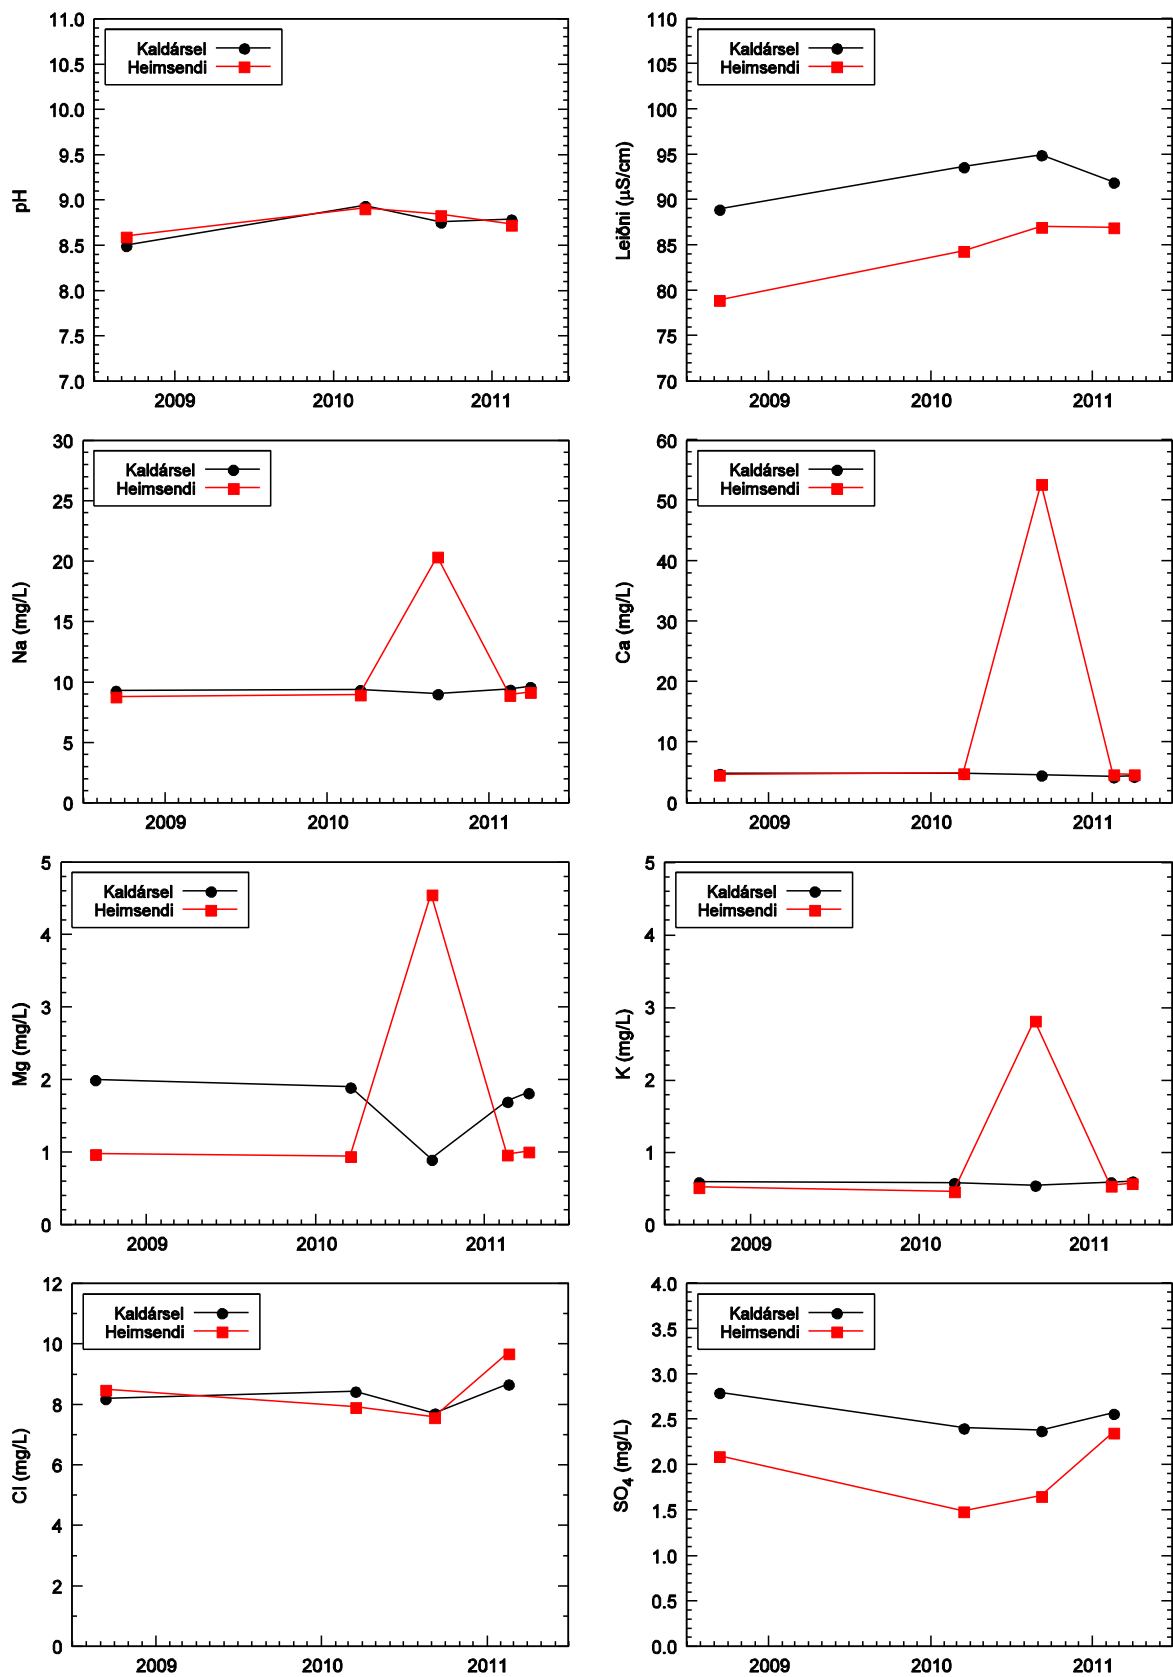 11.0
10.5
10.0
9.5
9.0
8.5
8.0
7.5
7.0
pH
Kaldársel
Heimsendi
2009 2010 2011
110
105
100
95
90
85
80
75
70
Leiðni (µS/cm)
Kaldársel
Heimsendi
2009 2010 2011
30
25
20
15
10
5
0
Na (mg/L)
Kaldársel
Heimsendi
2009 2010 2011
60
50
40
30
20
10
0
Ca (mg/L)
Kaldársel
Heimsendi
2009 2010 2011
5
4
3
2
1
0
Mg (mg/L)
Kaldársel
Heimsendi
2009 2010 2011
5
4
3
2
1
0
K (mg/L)
Kaldársel
Heimsendi
2009 2010 2011
12
10
8
6
4
2
0
Cl (mg/L)
Kaldársel
Heimsendi
2009 2010 2011
4.0
3.5
3.0
2.5
2.0
1.5
1.0
0.5
0.0
SO₄ (mg/L)
Kaldársel
Heimsendi
2009 2010 2011